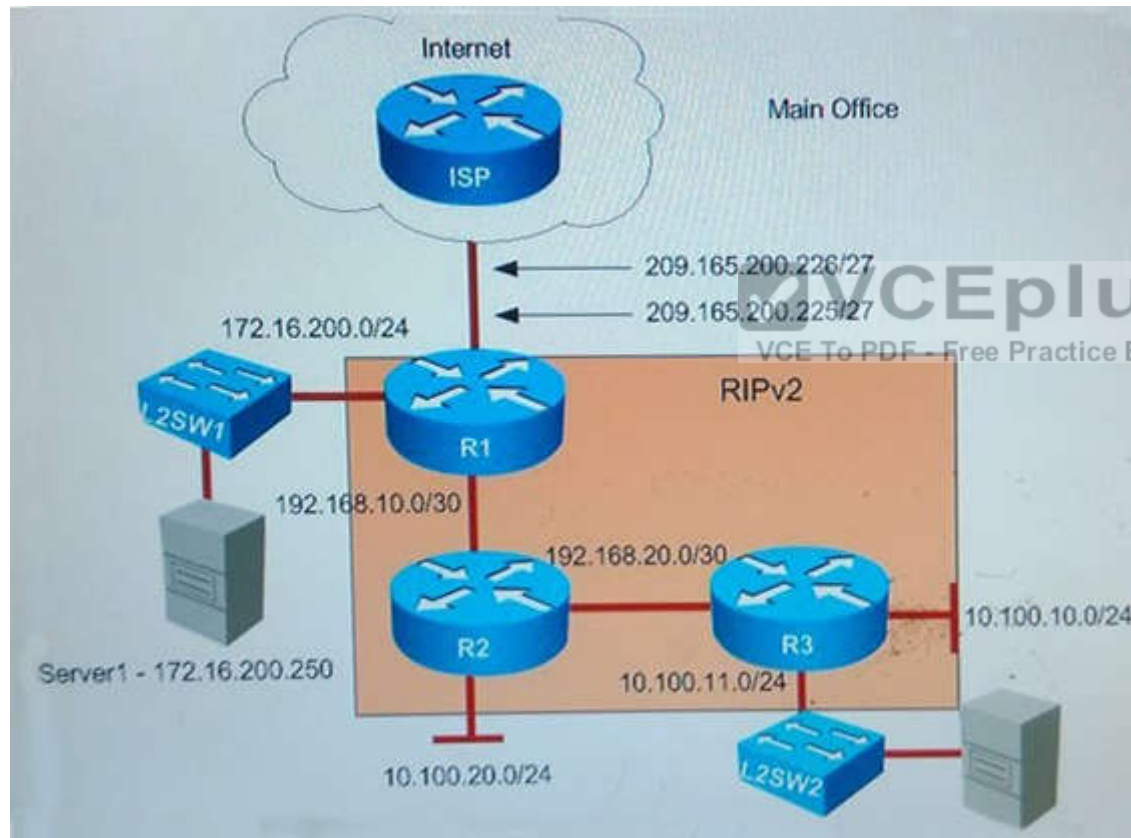 Internet
Main Office
ISP
209.165.200.226/27
209.165.200.225/27
VCEplu
VCE To PDF - Free Practice E
172.16.200.0/24
RIPv2
L2SW1
R1
192.168.10.0/30
192.168.20.0/30
R2
R3
10.100.10.0/24
Server1 - 172.16.200.250
10.100.11.0/24
10.100.20.0/24
L2SW2